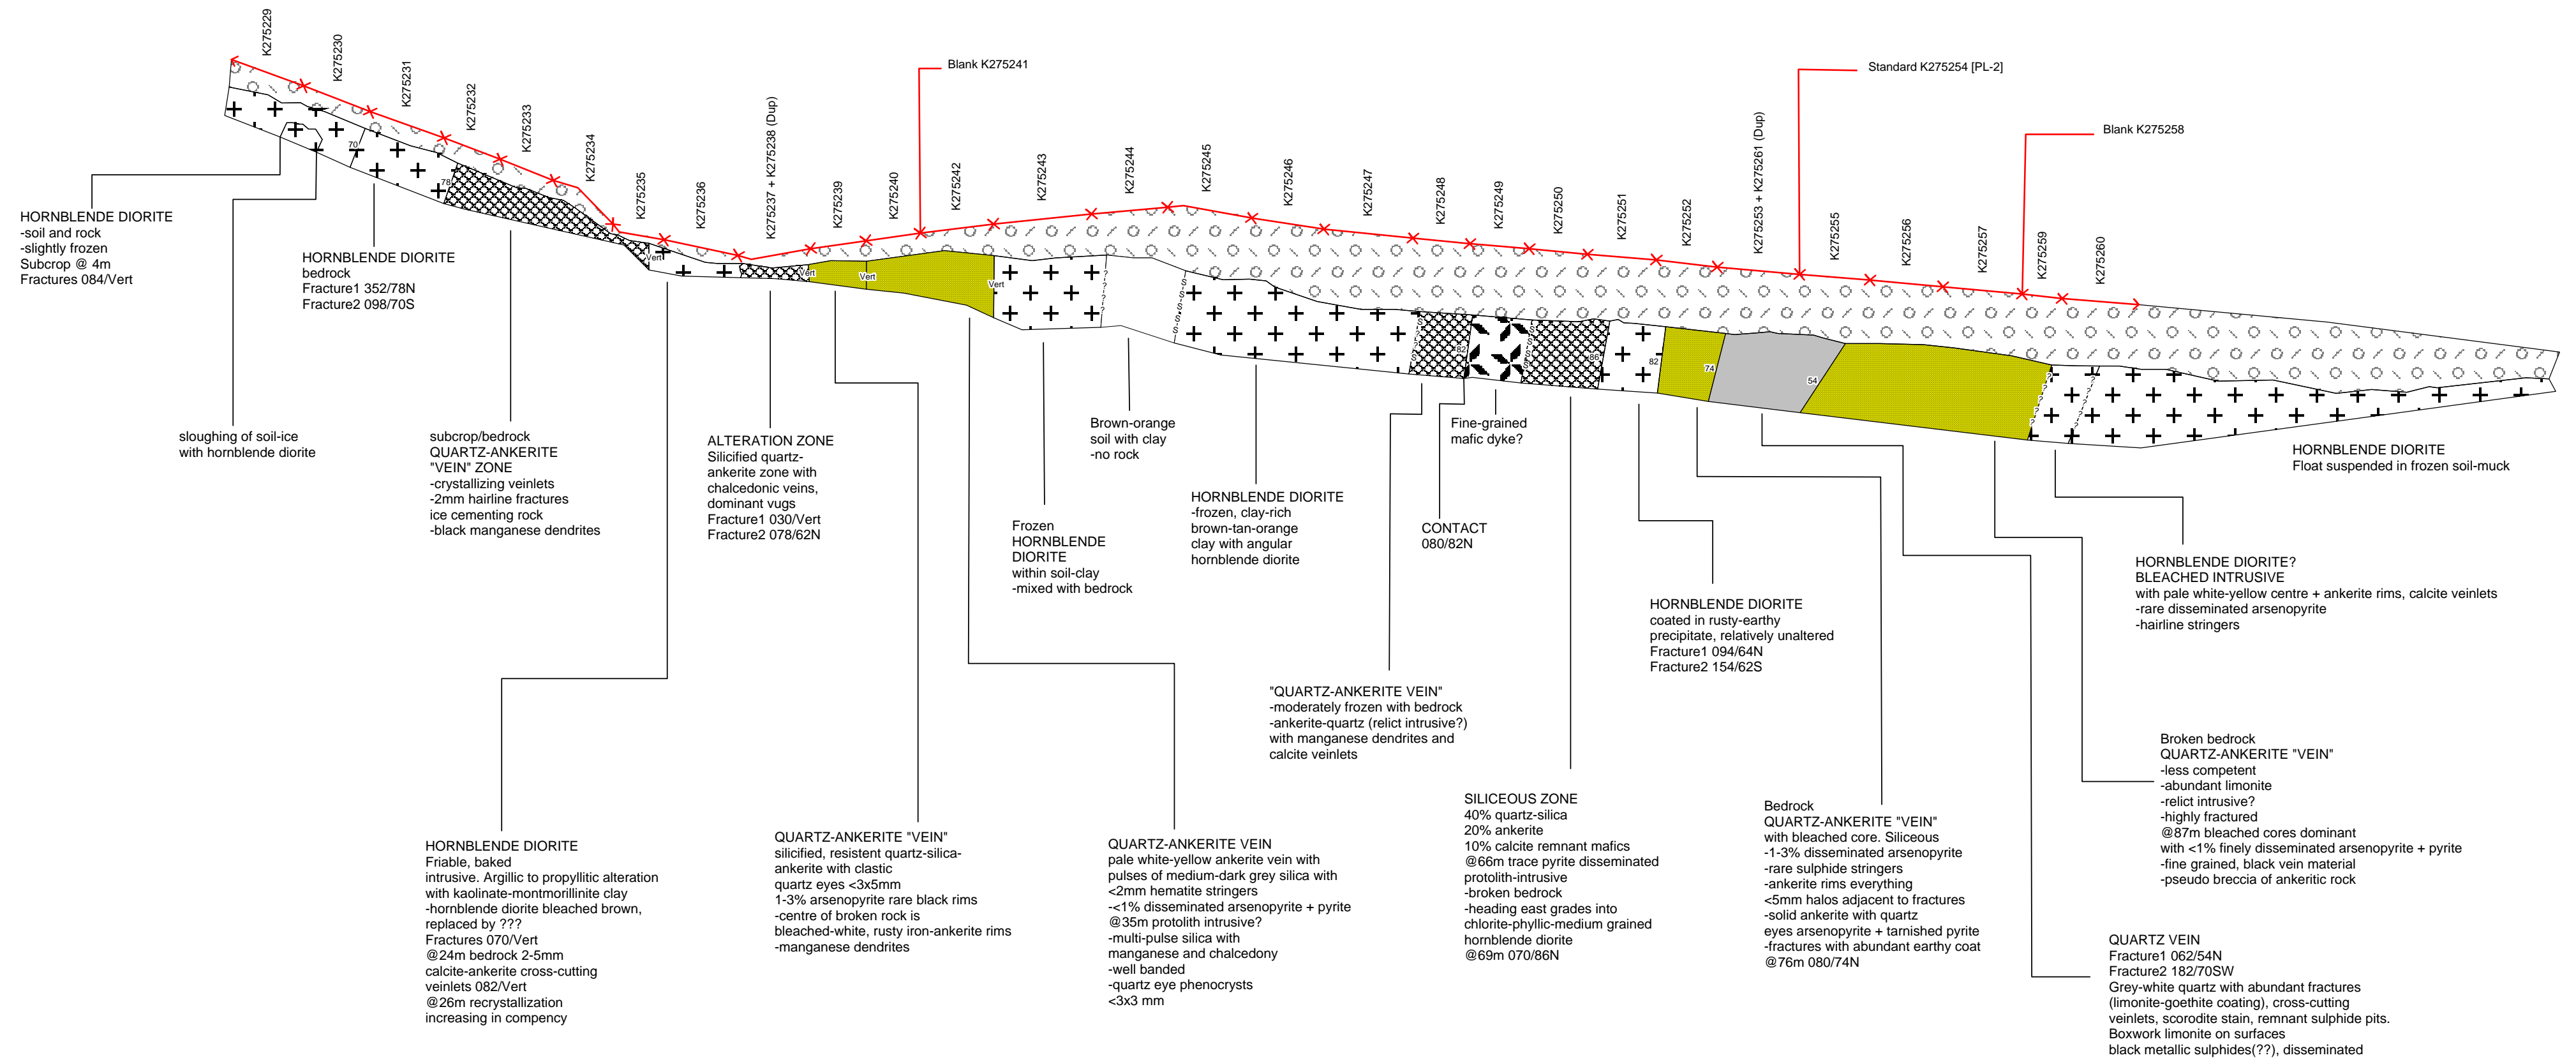 K275229
K275230
K275231
K275232
K275233
K275234
K275235
K275236
K275237 + K275238 (Dup)
K275239
K275240
Blank K275241
K275242
K275243
K275244
K275245
K275246
K275247
K275248
K275249
K275250
K275251
K275252
K275253 + K275261 (Dup)
Standard K275254 [PL-2]
K275255
K275256
K275257
Blank K275258
K275259
K275260
70
78
Vert
Vert
Vert
Vert
?
?
?
?
?
S
S
S
S
S
S
S
S
S
82
S
S
S
S
86
82
74
54
?
?
?
?
?
?
?
HORNBLENDE DIORITE
-soil and rock
-slightly frozen
Subcrop @ 4m
Fractures 084/Vert
HORNBLENDE DIORITE
bedrock
Fracture1 352/78N
Fracture2 098/70S
sloughing of soil-ice
with hornblende diorite
subcrop/bedrock
QUARTZ-ANKERITE
"VEIN" ZONE
-crystallizing veinlets
-2mm hairline fractures
ice cementing rock
-black manganese dendrites
ALTERATION ZONE
Silicified quartz-
ankerite zone with
chalcedonic veins,
dominant vugs
Fracture1 030/Vert
Fracture2 078/62N
Frozen
HORNBLENDE
DIORITE
within soil-clay
-mixed with bedrock
Brown-orange
soil with clay
-no rock
HORNBLENDE DIORITE
-frozen, clay-rich
brown-tan-orange
clay with angular
hornblende diorite
Fine-grained
mafic dyke?
CONTACT
080/82N
HORNBLENDE DIORITE
coated in rusty-earthy
precipitate, relatively unaltered
Fracture1 094/64N
Fracture2 154/62S
HORNBLENDE DIORITE
Float suspended in frozen soil-muck
HORNBLENDE DIORITE?
BLEACHED INTRUSIVE
with pale white-yellow centre + ankerite rims, calcite veinlets
-rare disseminated arsenopyrite
-hairline stringers
"QUARTZ-ANKERITE VEIN"
-moderately frozen with bedrock
-ankerite-quartz (relict intrusive?)
with manganese dendrites and
calcite veinlets
HORNBLENDE DIORITE
Friable, baked
intrusive. Argillic to propyllitic alteration
with kaolinate-montmorillinite clay
-hornblende diorite bleached brown,
replaced by ???
Fractures 070/Vert
@24m bedrock 2-5mm
calcite-ankerite cross-cutting
veinlets 082/Vert
@26m recrystallization
increasing in compency
QUARTZ-ANKERITE "VEIN"
silicified, resistent quartz-silica-
ankerite with clastic
quartz eyes <3x5mm
1-3% arsenopyrite rare black rims
-centre of broken rock is
bleached-white, rusty iron-ankerite rims
-manganese dendrites
QUARTZ-ANKERITE VEIN
pale white-yellow ankerite vein with
pulses of medium-dark grey silica with
<2mm hematite stringers
-<1% disseminated arsenopyrite + pyrite
@35m protolith intrusive?
-multi-pulse silica with
manganese and chalcedony
-well banded
-quartz eye phenocrysts
<3x3 mm
SILICEOUS ZONE
40% quartz-silica
20% ankerite
10% calcite remnant mafics
@66m trace pyrite disseminated
protolith-intrusive
-broken bedrock
-heading east grades into
chlorite-phyllic-medium grained
hornblende diorite
@69m 070/86N
Bedrock
QUARTZ-ANKERITE "VEIN"
with bleached core. Siliceous
-1-3% disseminated arsenopyrite
-rare sulphide stringers
-ankerite rims everything
<5mm halos adjacent to fractures
-solid ankerite with quartz
eyes arsenopyrite + tarnished pyrite
-fractures with abundant earthy coat
@76m 080/74N
Broken bedrock
QUARTZ-ANKERITE "VEIN"
-less competent
-abundant limonite
-relict intrusive?
-highly fractured
@87m bleached cores dominant
with <1% finely disseminated arsenopyrite + pyrite
-fine grained, black vein material
-pseudo breccia of ankeritic rock
QUARTZ VEIN
Fracture1 062/54N
Fracture2 182/70SW
Grey-white quartz with abundant fractures
(limonite-goethite coating), cross-cutting
veinlets, scorodite stain, remnant sulphide pits.
Boxwork limonite on surfaces
black metallic sulphides(??), disseminated